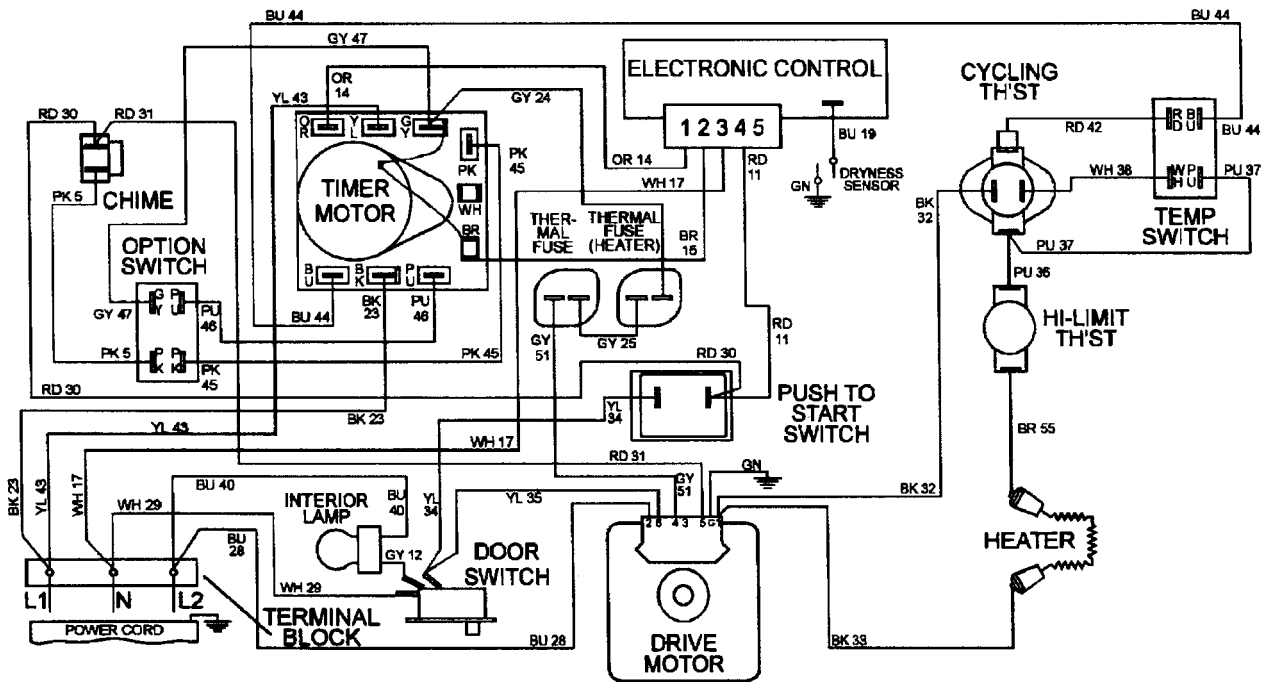 BU 44
BU 44
GY 47
OR
14
YL 43
GY 24
ELECTRONIC CONTROL
CYCLING
TH'ST
RD 30
RD 31
O
R
Y
L
G
Y
1 2 3 4 5
BU 19
RD 42
R
D
B
U
BU 44
PK
PK
45
OR 14
RD
11
DRYNESS
SENSOR
GN
WH 17
PK 5
CHIME
TIMER
MOTOR
WH
BR
THER-
MAL
FUSE
THERMAL
FUSE
(HEATER)
BR
15
BK
32
WH 38
W
H
P
U
PU 37
TEMP
SWITCH
PU 37
OPTION
SWITCH
G
Y
P
U
GY 47
PU
46
B
U
B
K
P
U
BU 44
BK
23
PU
46
PU 36
HI-LIMIT
TH'ST
GY
51
GY 25
RD
11
PK 5
P
K
P
K
PK
45
PK 45
RD 30
RD 30
BK 23
YL
34
PUSH TO
START
SWITCH
BR 55
YL 43
WH 17
RD 31
GN
BK 23
YL 43
WH 17
WH 29
BU 40
INTERIOR
LAMP
BU
40
YL
34
YL 35
GY
51
BK 32
BU
28
GY 12
DOOR
SWITCH
2 6 4 3 5
HEATER
WH 29
L1
N
L2
POWER CORD
TERMINAL
BLOCK
BU 28
DRIVE
MOTOR
BK 33